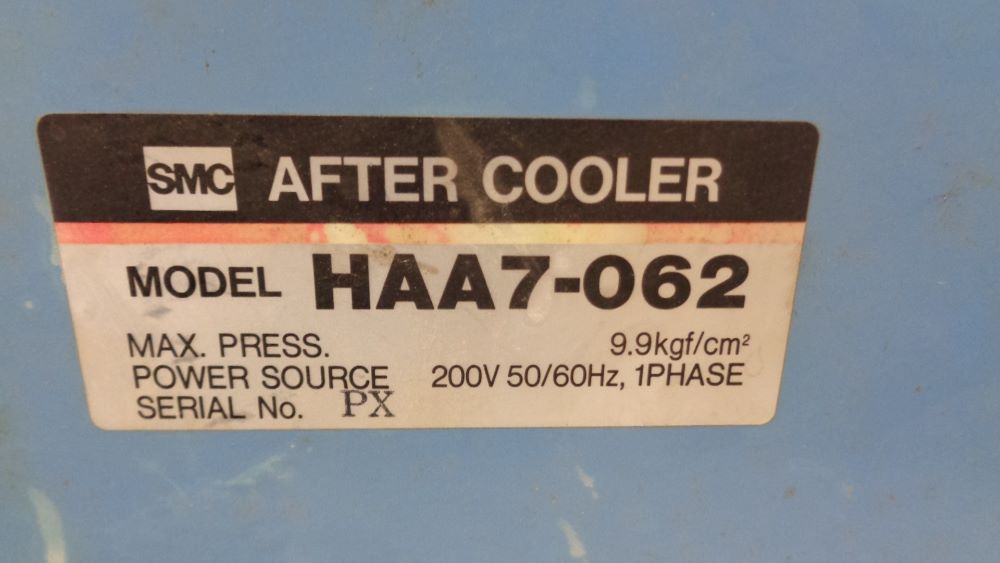 SMC AFTER COOLER
MODEL HAA7-062
MAX. PRESS. 9.9kgf/cm²
POWER SOURCE 200V 50/60Hz, 1PHASE
SERIAL No. PX